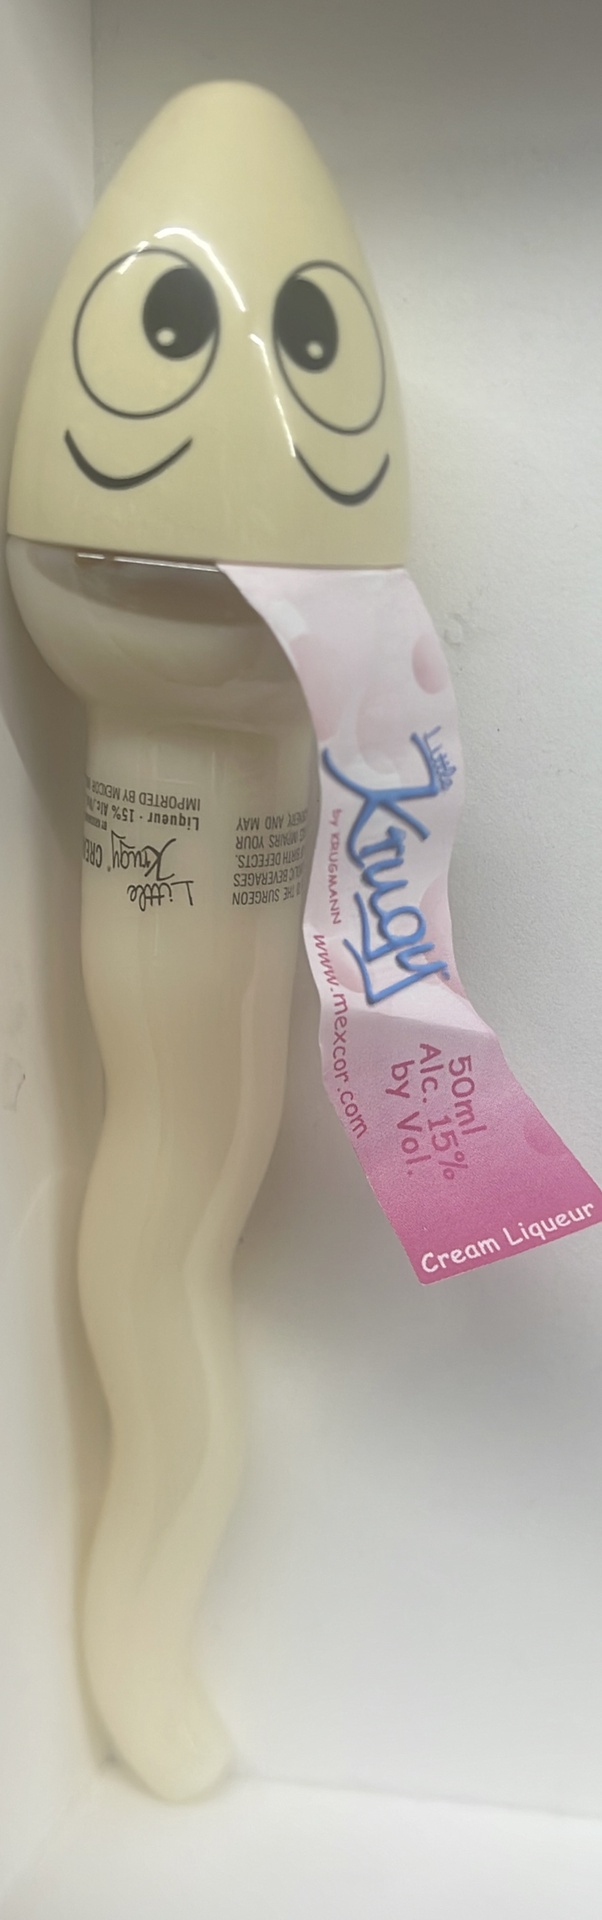 Little
Krugy
by KRUGMANN
www.mexcor.com
50ml
Alc. 15%
by Vol.
Cream Liqueur
Little
Krugy
Liqueur · 15% Alc.
IMPORTED BY MEXCOR
THE SURGEON
BEVERAGES
BIRTH DEFECTS.
IMPAIRS YOUR
AND MAY